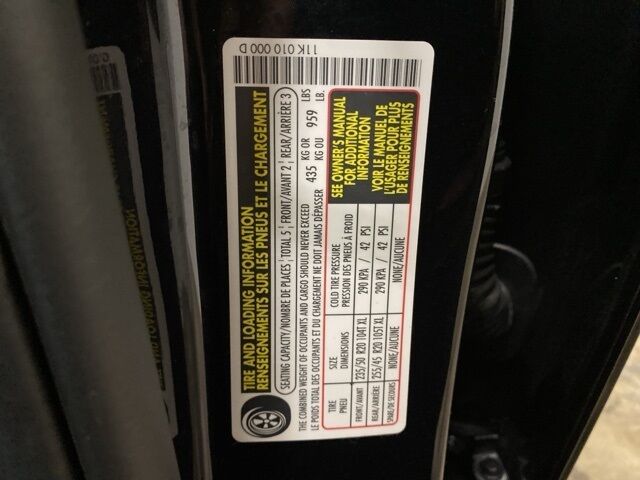 11K 010 000 D
TIRE AND LOADING INFORMATION
RENSEIGNEMENTS SUR LES PNEUS ET LE CHARGEMENT
SEATING CAPACITY/NOMBRE DE PLACES TOTAL 5 FRONT/AVANT 2 REAR/ARRIÈRE 3
THE COMBINED WEIGHT OF OCCUPANTS AND CARGO SHOULD NEVER EXCEED 435 KG OR 959 LBS
LE POIDS TOTAL DES OCCUPANTS ET DU CHARGEMENT NE DOIT JAMAIS DÉPASSER KG OU LB.
TIRE SIZE COLD TIRE PRESSURE
PNEU DIMENSIONS PRESSION DES PNEUS À FROID
FRONT/AVANT 235/50 R20 104T XL 290 KPA / 42 PSI
REAR/ARRIÈRE 255/45 R20 105T XL 290 KPA / 42 PSI
SPARE/DE SECOURS NONE/AUCUNE NONE/AUCUNE
SEE OWNER'S MANUAL
FOR ADDITIONAL
INFORMATION
VOIR LE MANUEL DE
L'USAGER POUR PLUS
DE RENSEIGNEMENTS